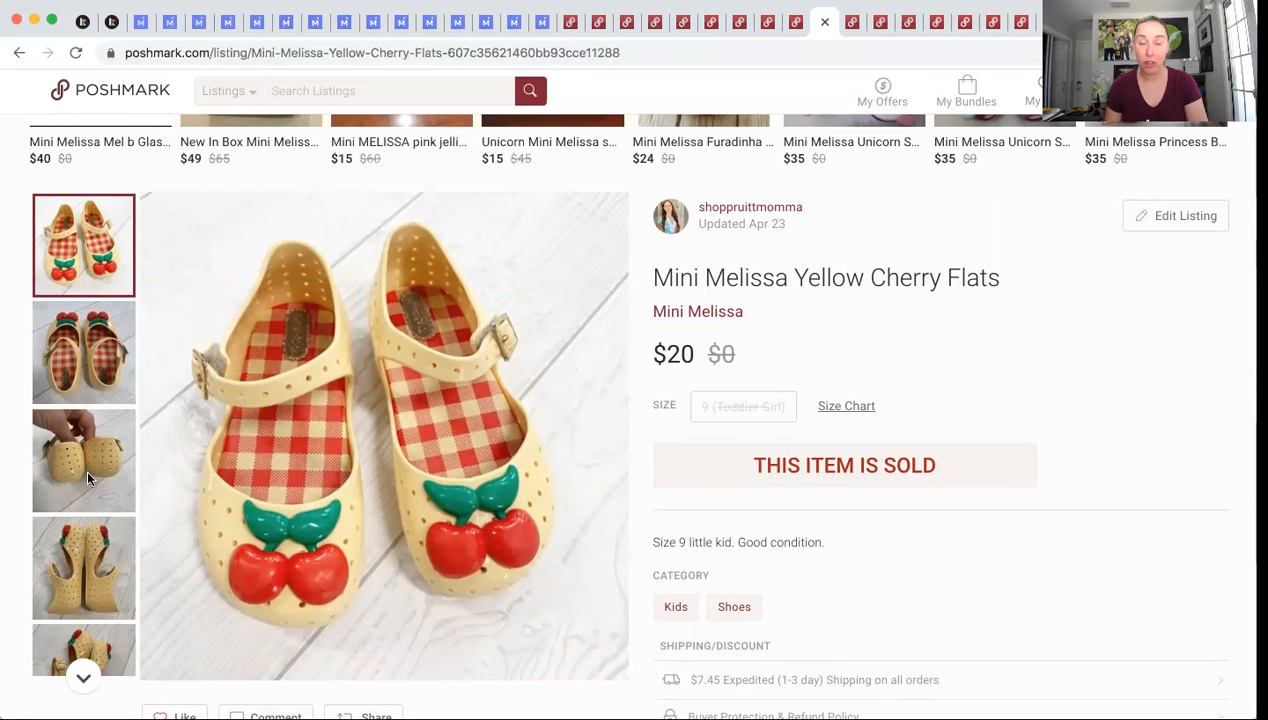 poshmark.com/listing/Mini-Melissa-Yellow-Cherry-Flats-607c35621460bb93cce11288
POSHMARK
Listings
Search Listings
My Offers
My Bundles
My
Mini Melissa Mel b Glas...
New In Box Mini Meliss...
Mini MELISSA pink jelli...
Unicorn Mini Melissa s...
Mini Melissa Furadinha ...
Mini Melissa Unicorn S...
Mini Melissa Unicorn S...
Mini Melissa Princess B...
$40 $0
$49 $65
$15 $60
$15 $45
$24 $0
$35 $0
$35 $0
$35 $0
shoppruittmomma
Updated Apr 23
Edit Listing
Mini Melissa Yellow Cherry Flats
Mini Melissa
$20 $0
SIZE
9 (Toddler Girl)
Size Chart
THIS ITEM IS SOLD
Size 9 little kid. Good condition.
CATEGORY
Kids
Shoes
SHIPPING/DISCOUNT
$7.45 Expedited (1-3 day) Shipping on all orders
Buyer Protection & Refund Policy
Like
Comment
Share